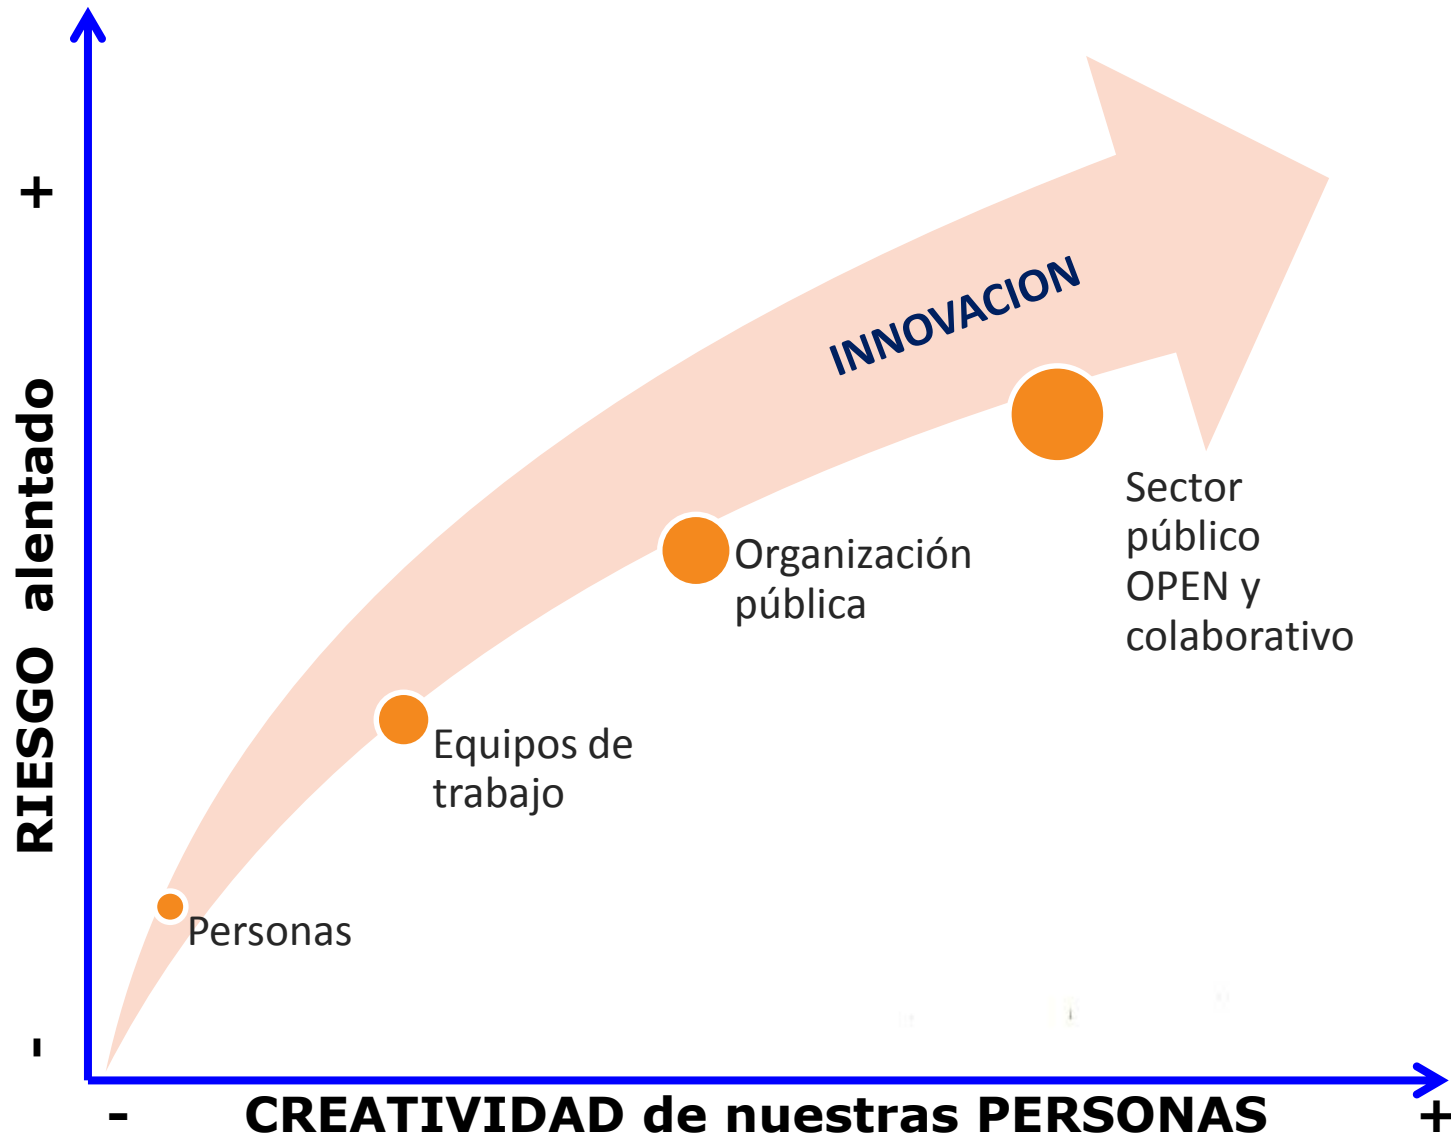 +
RIESGO alentado
-
INNOVACION
Sector
público
OPEN y
colaborativo
Organización
pública
Equipos de
trabajo
Personas
- CREATIVIDAD de nuestras PERSONAS +